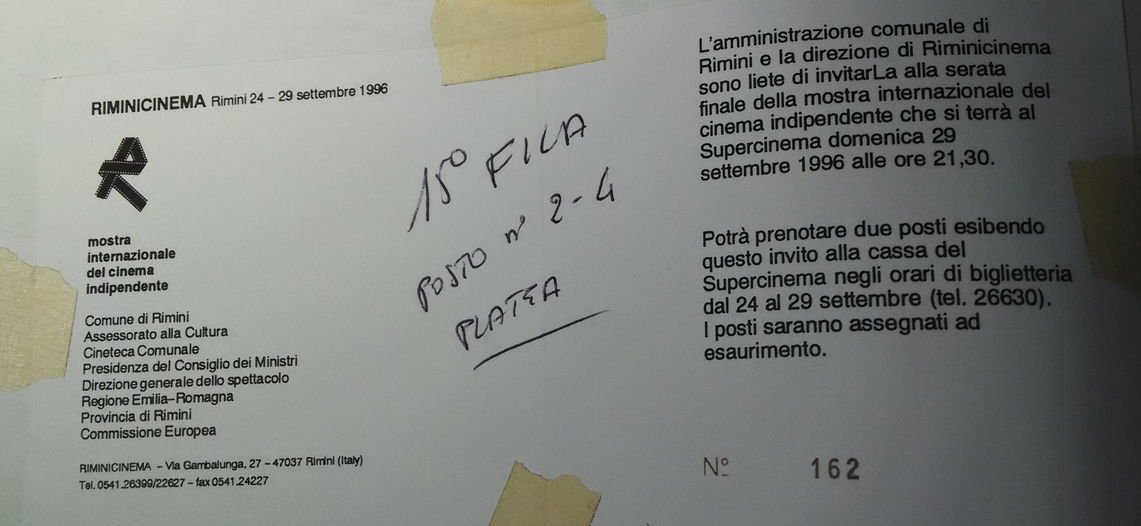 RIMINICINEMA Rimini 24 – 29 settembre 1996
mostra
internazionale
del cinema
indipendente
Comune di Rimini
Assessorato alla Cultura
Cineteca Comunale
Presidenza del Consiglio dei Ministri
Direzione generale dello spettacolo
Regione Emilia–Romagna
Provincia di Rimini
Commissione Europea
RIMINICINEMA – Via Gambalunga, 27 – 47037 Rimini (Italy)
Tel. 0541.26399/22627 – fax 0541.24227
15° FILA
POSTO n° 2-4
PLATEA
L'amministrazione comunale di
Rimini e la direzione di Riminicinema
sono liete di invitarLa alla serata
finale della mostra internazionale del
cinema indipendente che si terrà al
Supercinema domenica 29
settembre 1996 alle ore 21,30.
Potrà prenotare due posti esibendo
questo invito alla cassa del
Supercinema negli orari di biglietteria
dal 24 al 29 settembre (tel. 26630).
I posti saranno assegnati ad
esaurimento.
Nº 162